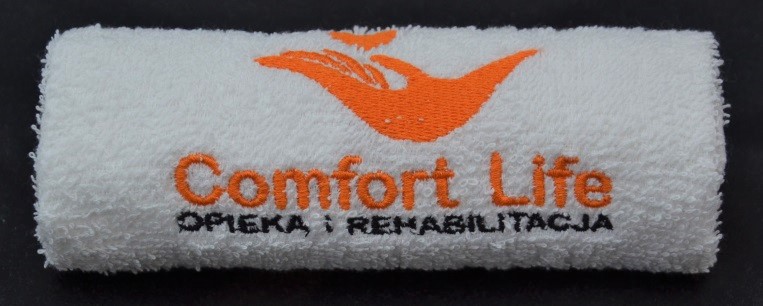 Comfort Life
OPIEKA i REHABILITACJA